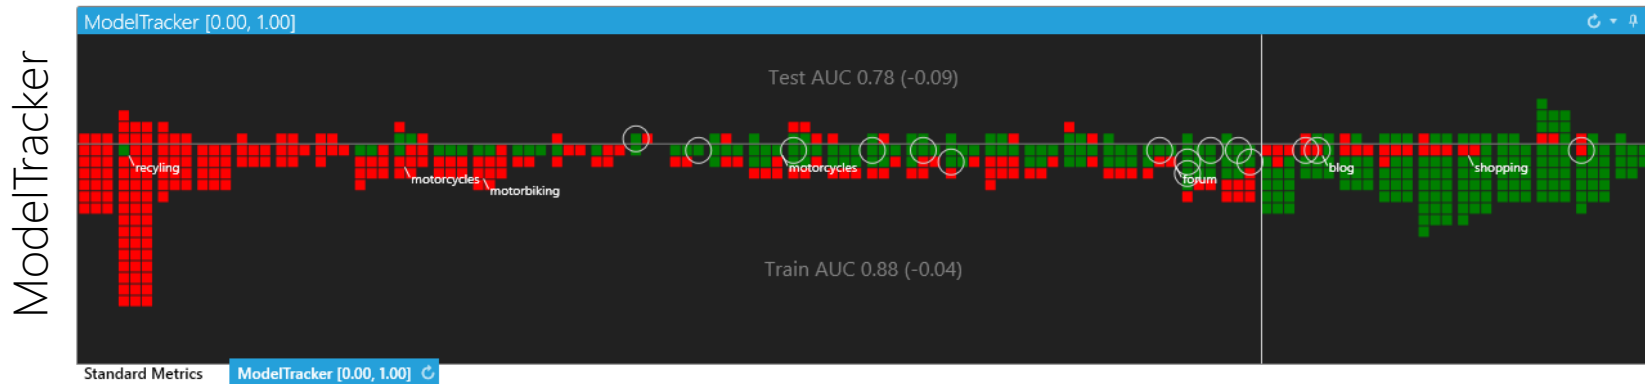 ModelTracker
ModelTracker [0.00, 1.00]
Test AUC 0.78 (-0.09)
recyling
motorcycles
motorbiking
motorcycles
forum
blog
shopping
Train AUC 0.88 (-0.04)
Standard Metrics
ModelTracker [0.00, 1.00]